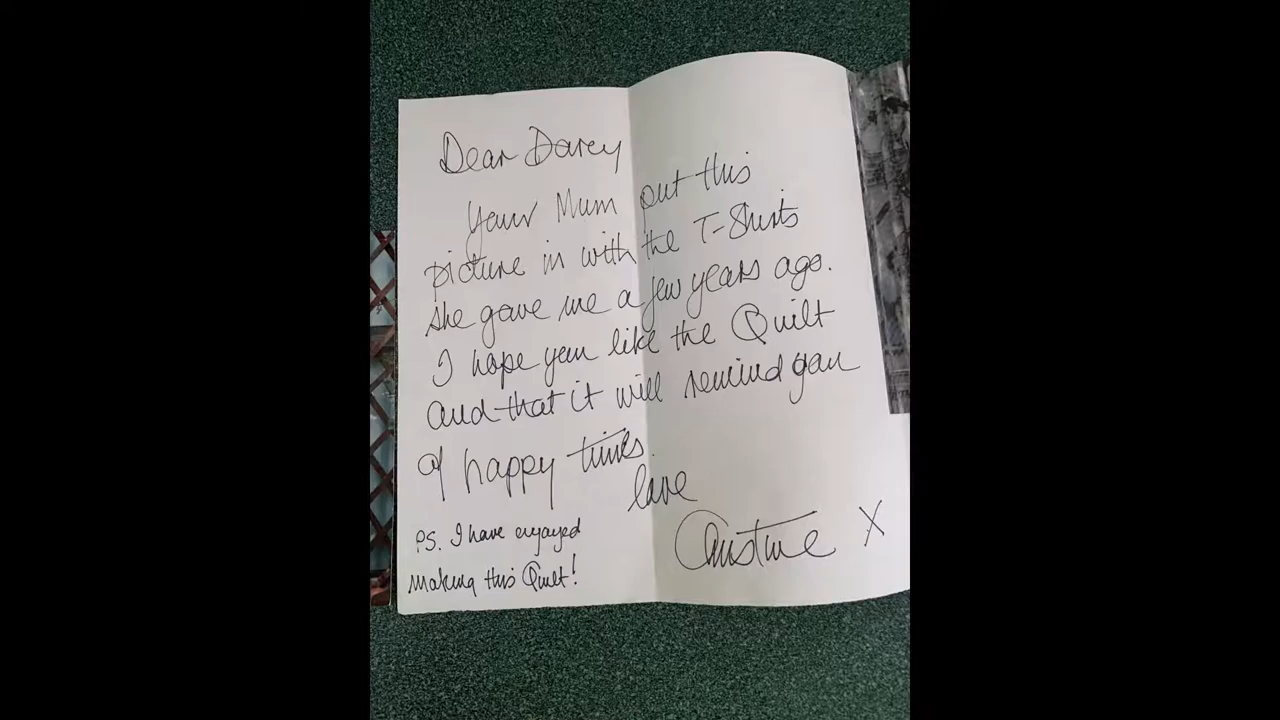 Dear Darcy
Your Mum put this
picture in with the T-Shirts
she gave me a few years ago.
I hope you like the Quilt
and that it will remind you
of happy times.
love
Christine X
PS. I have enjoyed
making this Quilt!